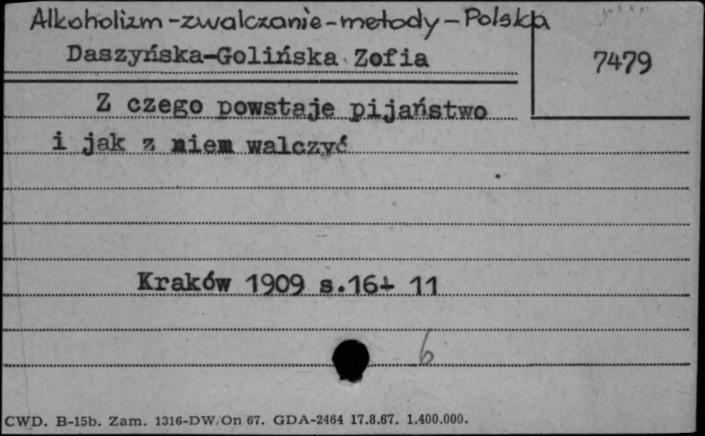 Alkoholizm-zwalczanie-metody-Polska
Daszyńska-Golińska Zofia
7479
Z czego powstaje pijaństwo
i jak z niem walczyć
Kraków 1909 s.16+ 11
b
CWD. B-15b. Zam. 1316-DW/On 67. GDA-2464 17.8.67. 1.400.000.